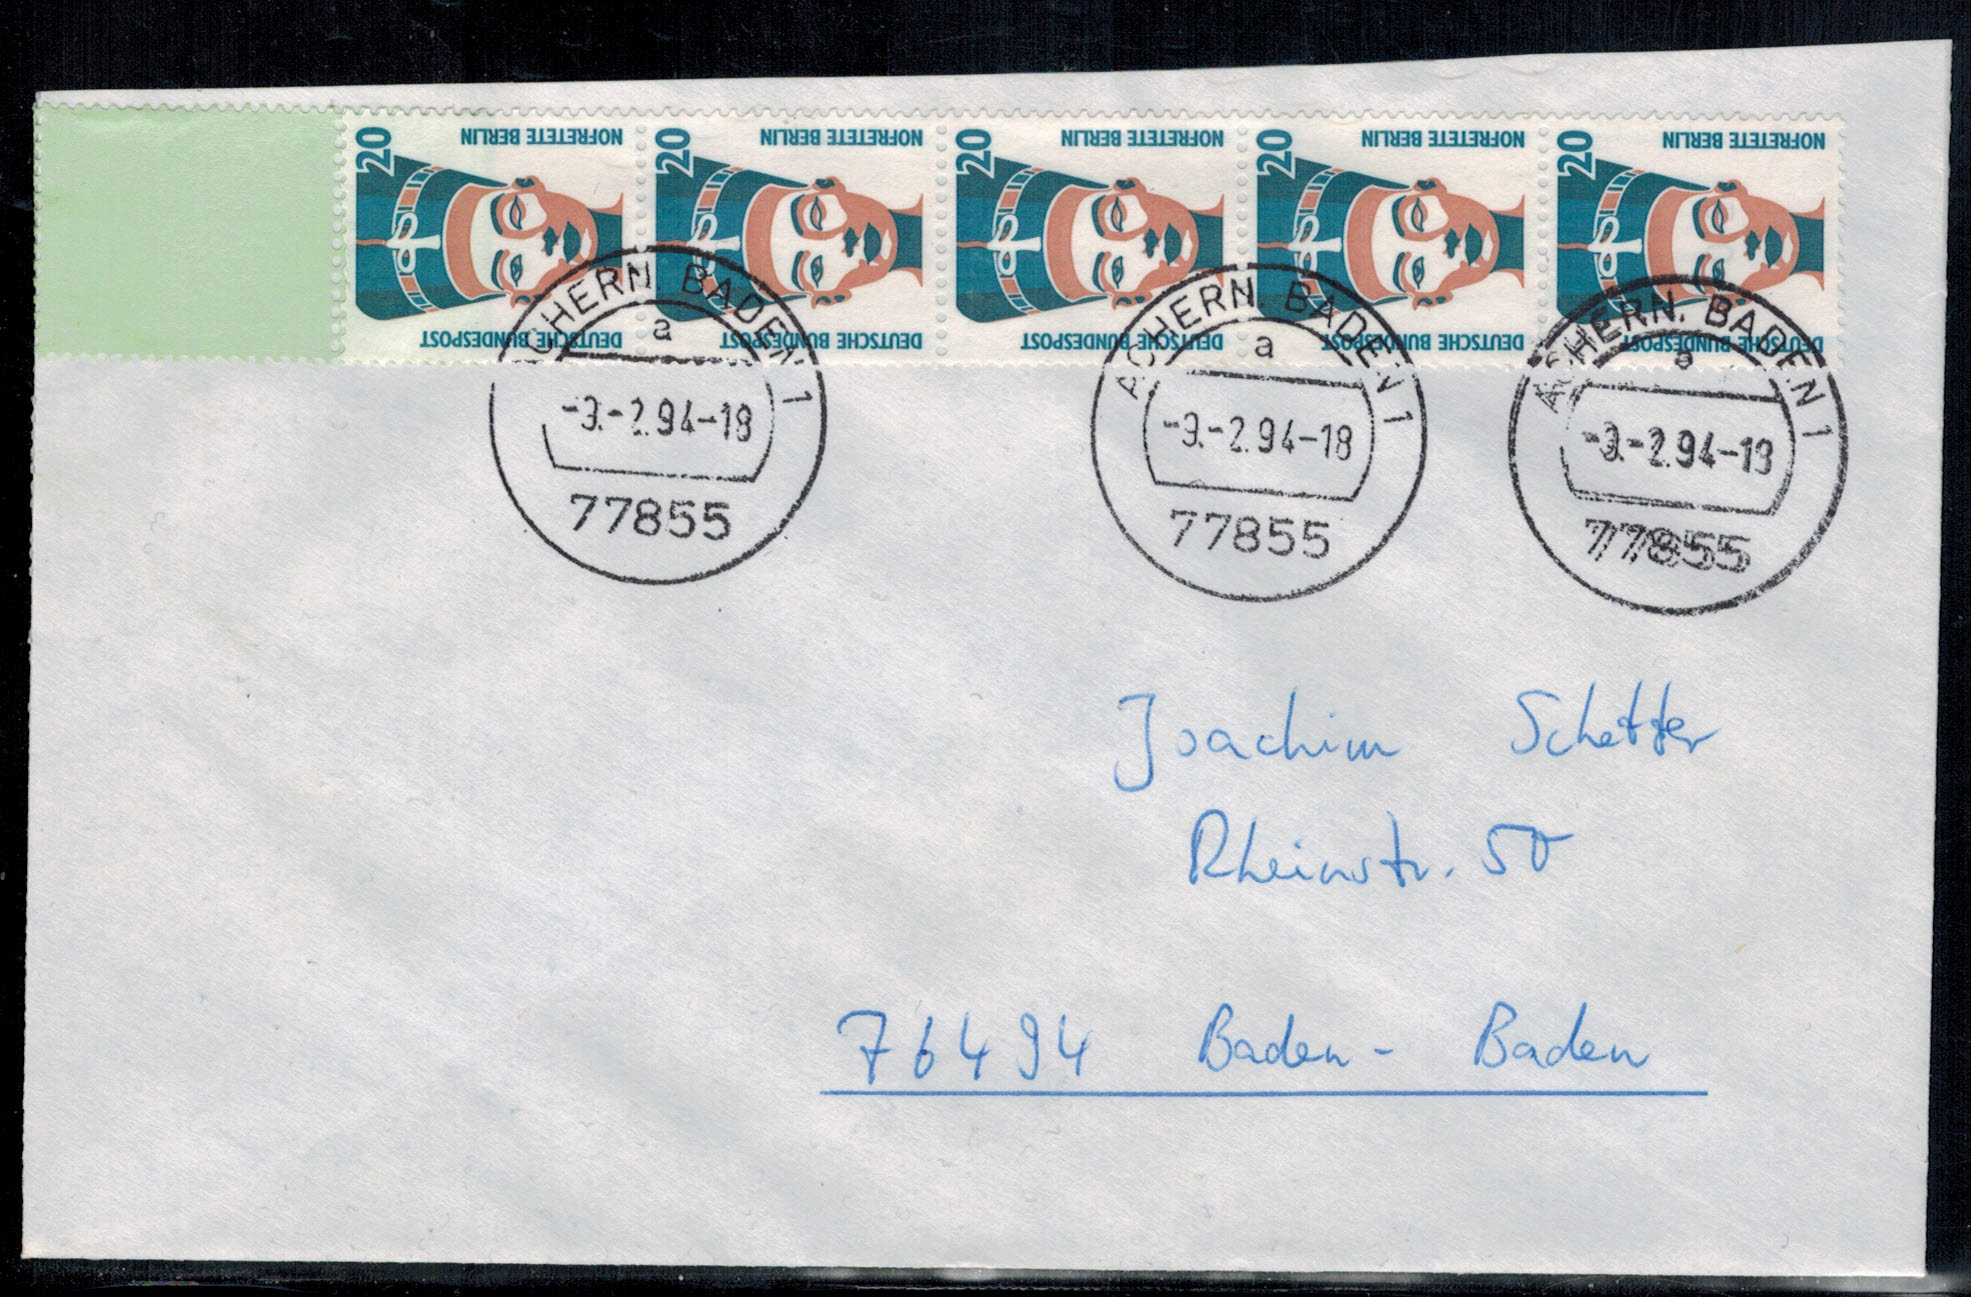 20 NOFRETETE BERLIN
DEUTSCHE BUNDESPOST
20 NOFRETETE BERLIN
DEUTSCHE BUNDESPOST
20 NOFRETETE BERLIN
DEUTSCHE BUNDESPOST
20 NOFRETETE BERLIN
DEUTSCHE BUNDESPOST
20 NOFRETETE BERLIN
DEUTSCHE BUNDESPOST
ACHERN. BADEN 1
a
-3.-2.94-18
77855
ACHERN. BADEN 1
a
-3.-2.94-18
77855
ACHERN. BADEN 1
a
-3.-2.94-18
77855
Joachim Schetter
Rheinstr. 50
76494 Baden-Baden